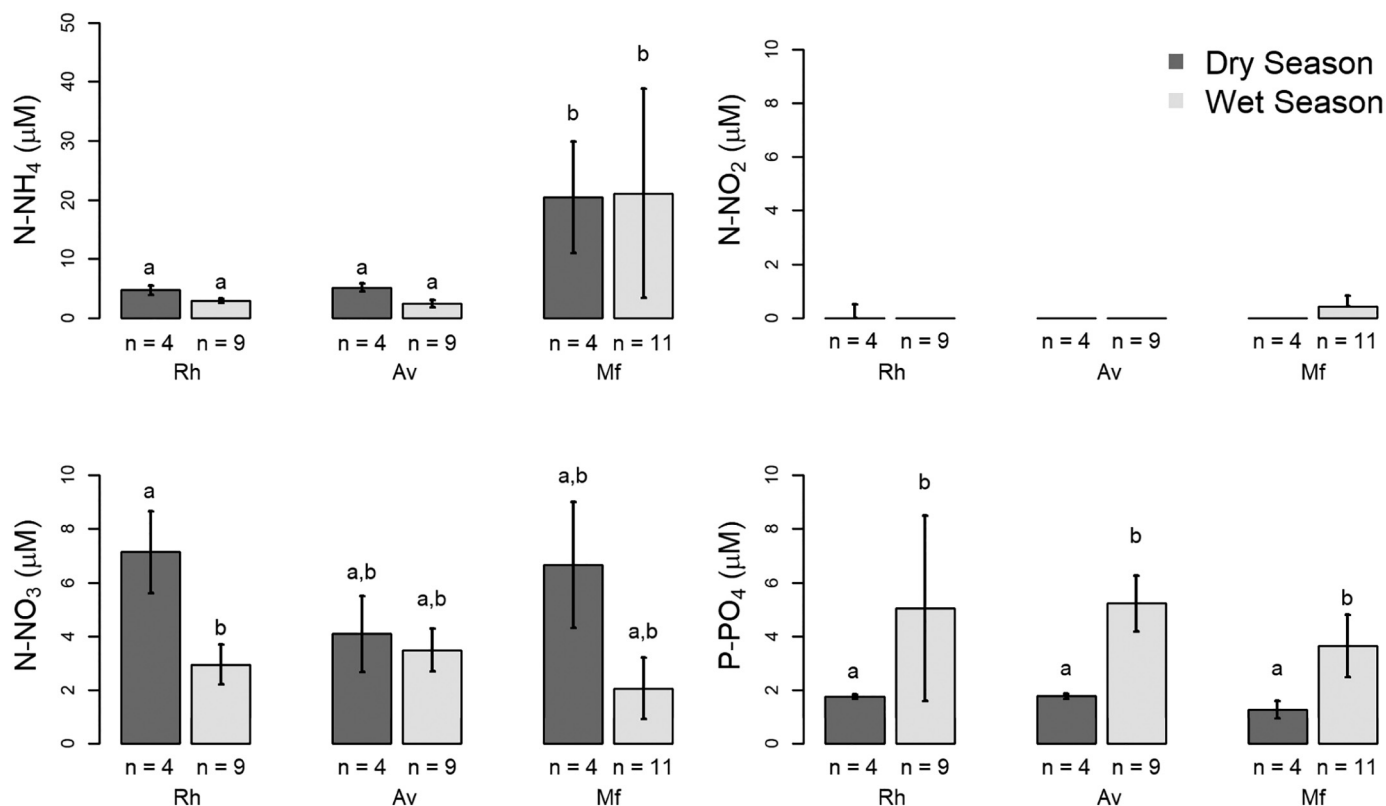 N-NH4 (µM)
50
40
30
20
10
0
a
a
a
a
b
b
n = 4
n = 9
n = 4
n = 9
n = 4
n = 11
Rh
Av
Mf
N-NO2 (µM)
10
8
6
4
2
0
n = 4
n = 9
n = 4
n = 9
n = 4
n = 11
Rh
Av
Mf
Dry Season
Wet Season
N-NO3 (µM)
10
8
6
4
2
0
a
b
a,b
a,b
a,b
a,b
n = 4
n = 9
n = 4
n = 9
n = 4
n = 11
Rh
Av
Mf
P-PO4 (µM)
10
8
6
4
2
0
a
b
a
b
a
b
n = 4
n = 9
n = 4
n = 9
n = 4
n = 11
Rh
Av
Mf